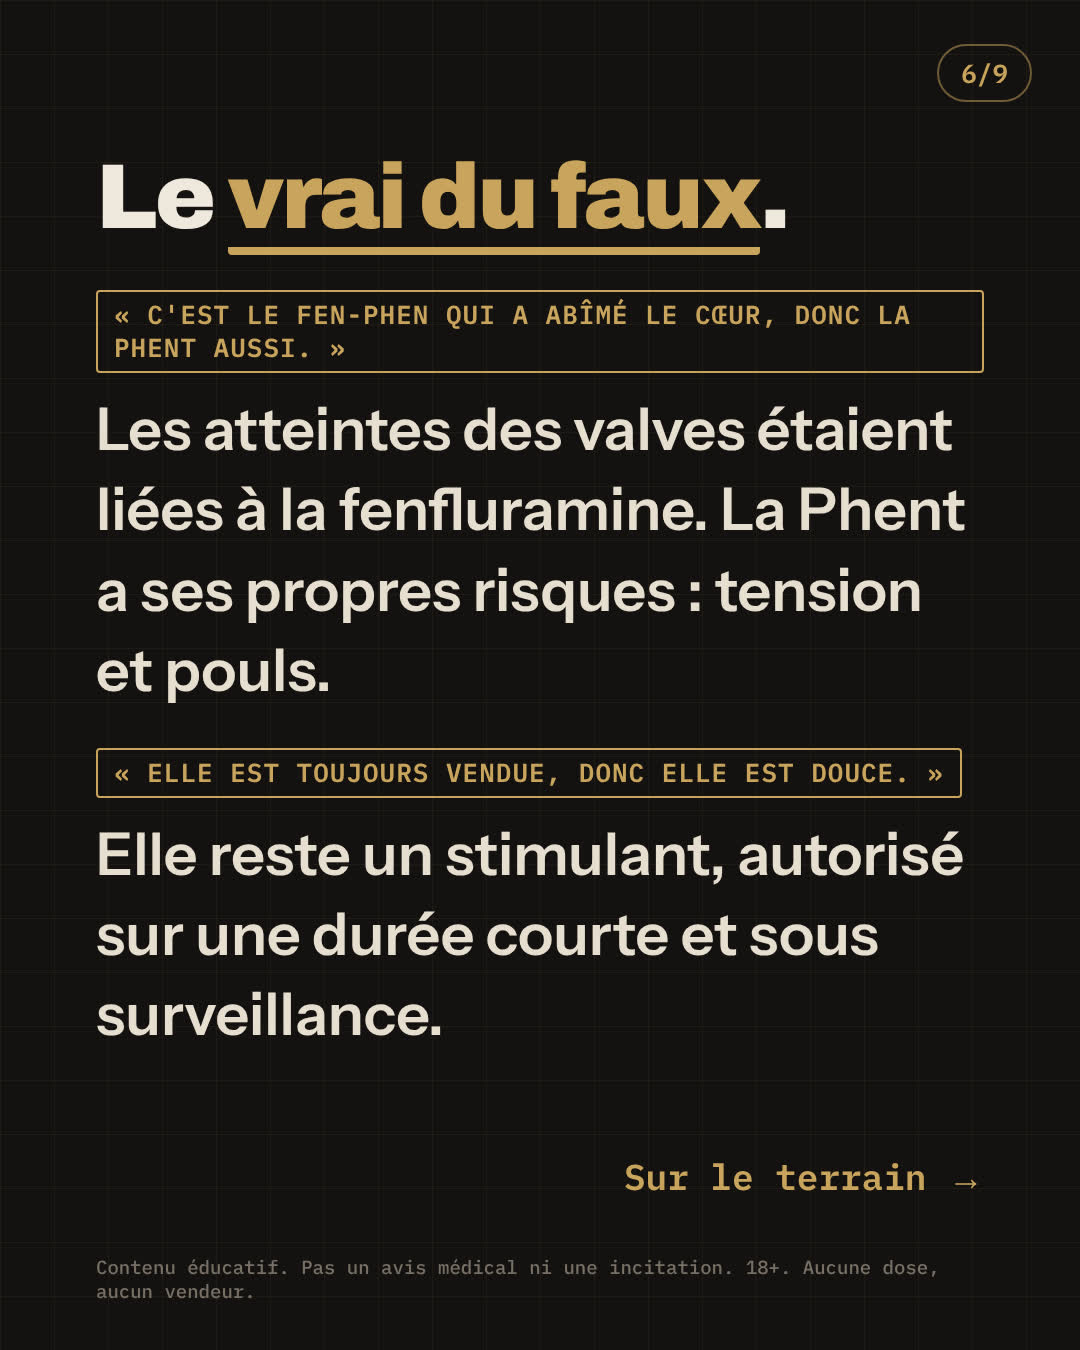 6/9
Le vrai du faux.
« C'EST LE FEN-PHEN QUI A ABÎMÉ LE CŒUR, DONC LA
PHENT AUSSI. »
Les atteintes des valves étaient
liées à la fenfluramine. La Phent
a ses propres risques : tension
et pouls.
« ELLE EST TOUJOURS VENDUE, DONC ELLE EST DOUCE. »
Elle reste un stimulant, autorisé
sur une durée courte et sous
surveillance.
Sur le terrain →
Contenu éducatif. Pas un avis médical ni une incitation. 18+. Aucune dose,
aucun vendeur.